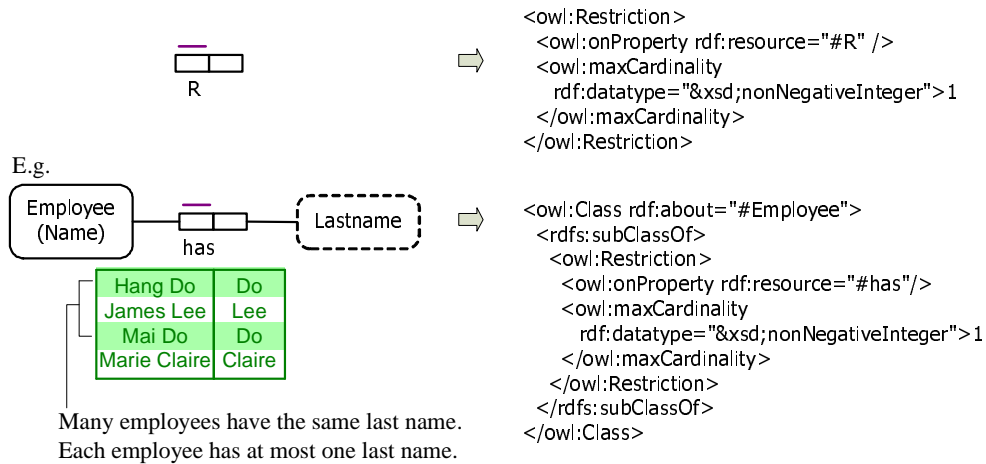 R
<owl:Restriction>
<owl:onProperty rdf:resource="#R" />
<owl:maxCardinality
rdf:datatype="&xsd;nonNegativeInteger">1
</owl:maxCardinality>
</owl:Restriction>
E.g.
Employee
(Name)
has
Lastname
Hang Do Do
James Lee Lee
Mai Do Do
Marie Claire Claire
Many employees have the same last name.
Each employee has at most one last name.
<owl:Class rdf:about="#Employee">
<rdfs:subClassOf>
<owl:Restriction>
<owl:onProperty rdf:resource="#has"/>
<owl:maxCardinality
rdf:datatype="&xsd;nonNegativeInteger">1
</owl:maxCardinality>
</owl:Restriction>
</rdfs:subClassOf>
</owl:Class>